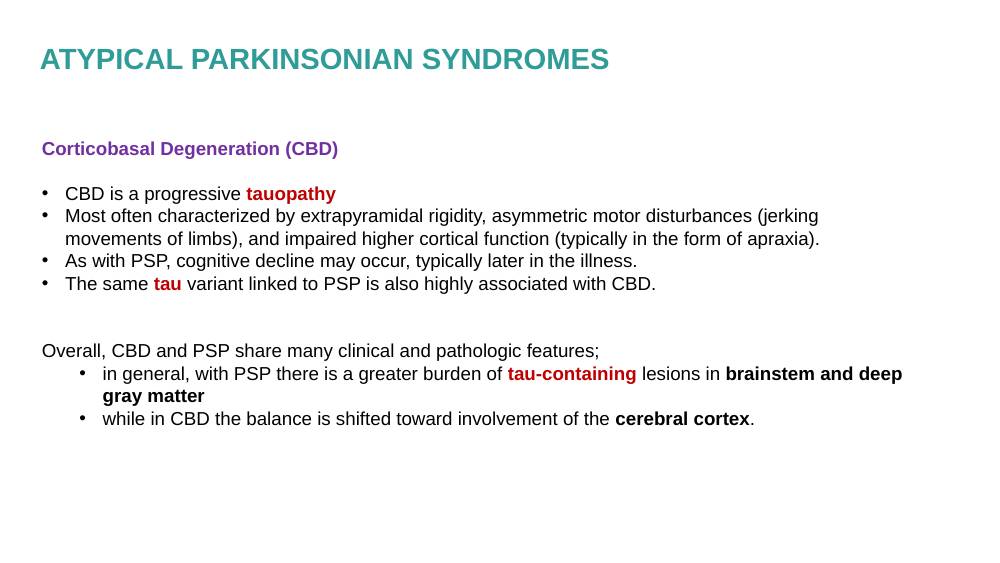 ATYPICAL PARKINSONIAN SYNDROMES
Corticobasal Degeneration (CBD)
• CBD is a progressive tauopathy
• Most often characterized by extrapyramidal rigidity, asymmetric motor disturbances (jerking
movements of limbs), and impaired higher cortical function (typically in the form of apraxia).
• As with PSP, cognitive decline may occur, typically later in the illness.
• The same tau variant linked to PSP is also highly associated with CBD.
Overall, CBD and PSP share many clinical and pathologic features;
• in general, with PSP there is a greater burden of tau-containing lesions in brainstem and deep
gray matter
• while in CBD the balance is shifted toward involvement of the cerebral cortex.